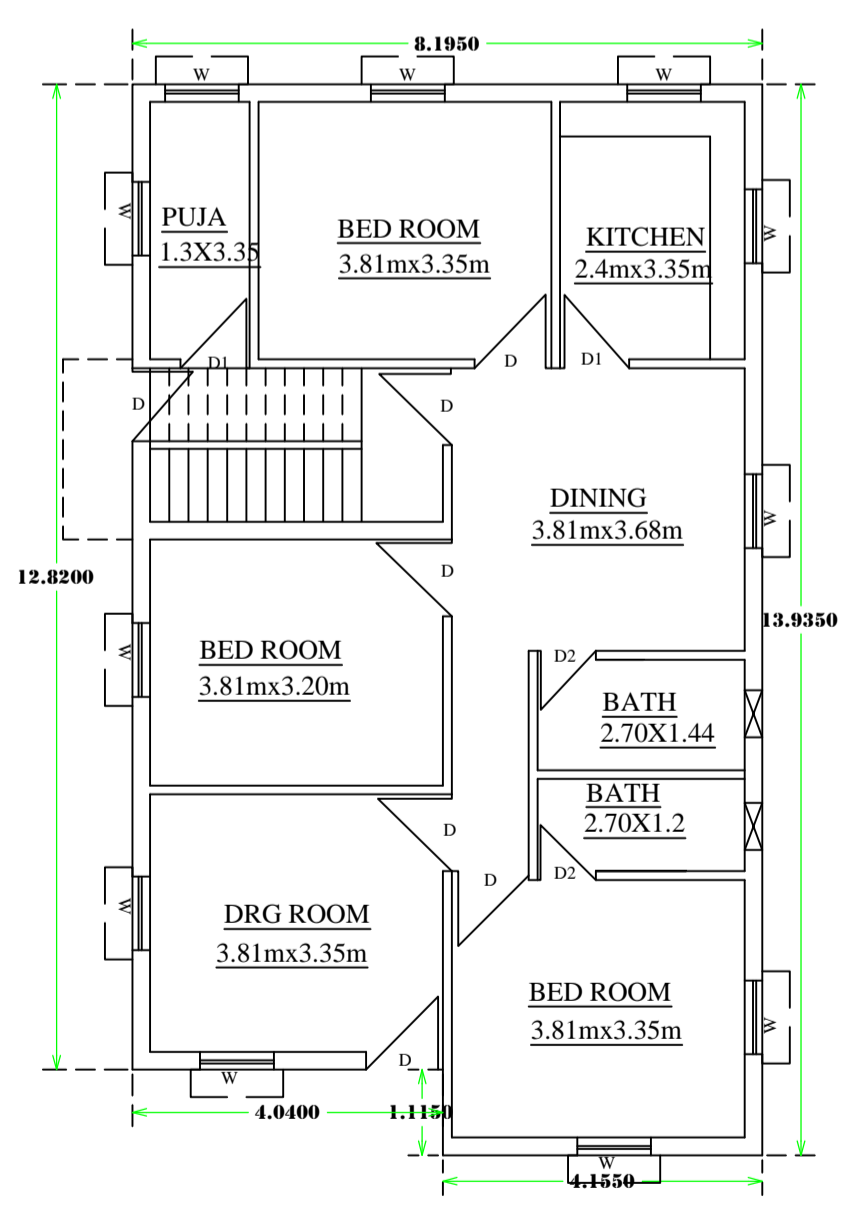 8.1950
W
W
W
W
W
PUJA
1.3X3.35
BED ROOM
3.81mx3.35m
KITCHEN
2.4mx3.35m
D1
D
D1
D
D
DINING
3.81mx3.68m
W
12.8200
13.9350
D
W
BED ROOM
3.81mx3.20m
D2
BATH
2.70X1.44
BATH
2.70X1.2
D
D
D2
W
DRG ROOM
3.81mx3.35m
BED ROOM
3.81mx3.35m
W
D
W
4.0400
1.1150
W
4.1550